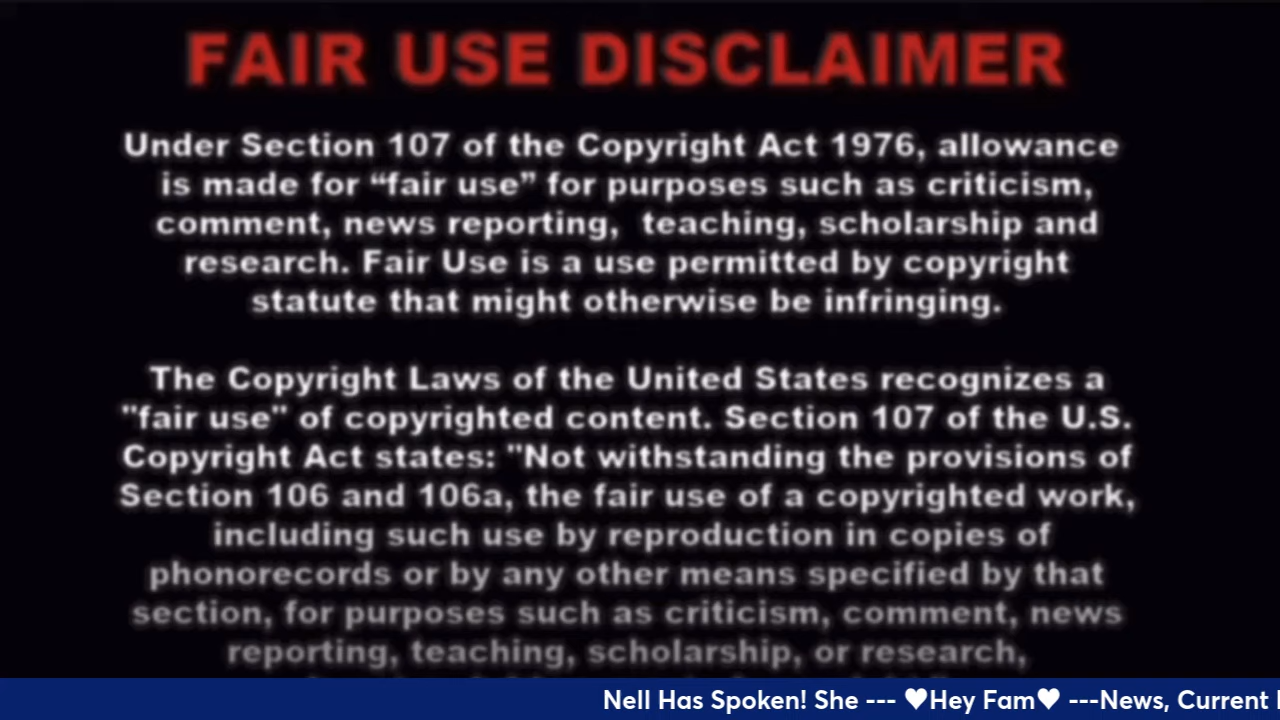 FAIR USE DISCLAIMER
Under Section 107 of the Copyright Act 1976, allowance
is made for “fair use” for purposes such as criticism,
comment, news reporting,  teaching, scholarship and
research. Fair Use is a use permitted by copyright
statute that might otherwise be infringing.
The Copyright Laws of the United States recognizes a
"fair use" of copyrighted content. Section 107 of the U.S.
Copyright Act states: "Not withstanding the provisions of
Section 106 and 106a, the fair use of a copyrighted work,
including such use by reproduction in copies of
phonorecords or by any other means specified by that
section, for purposes such as criticism, comment, news
reporting, teaching, scholarship, or research,
Nell Has Spoken! She --- ♥Hey Fam♥ ---News, Current